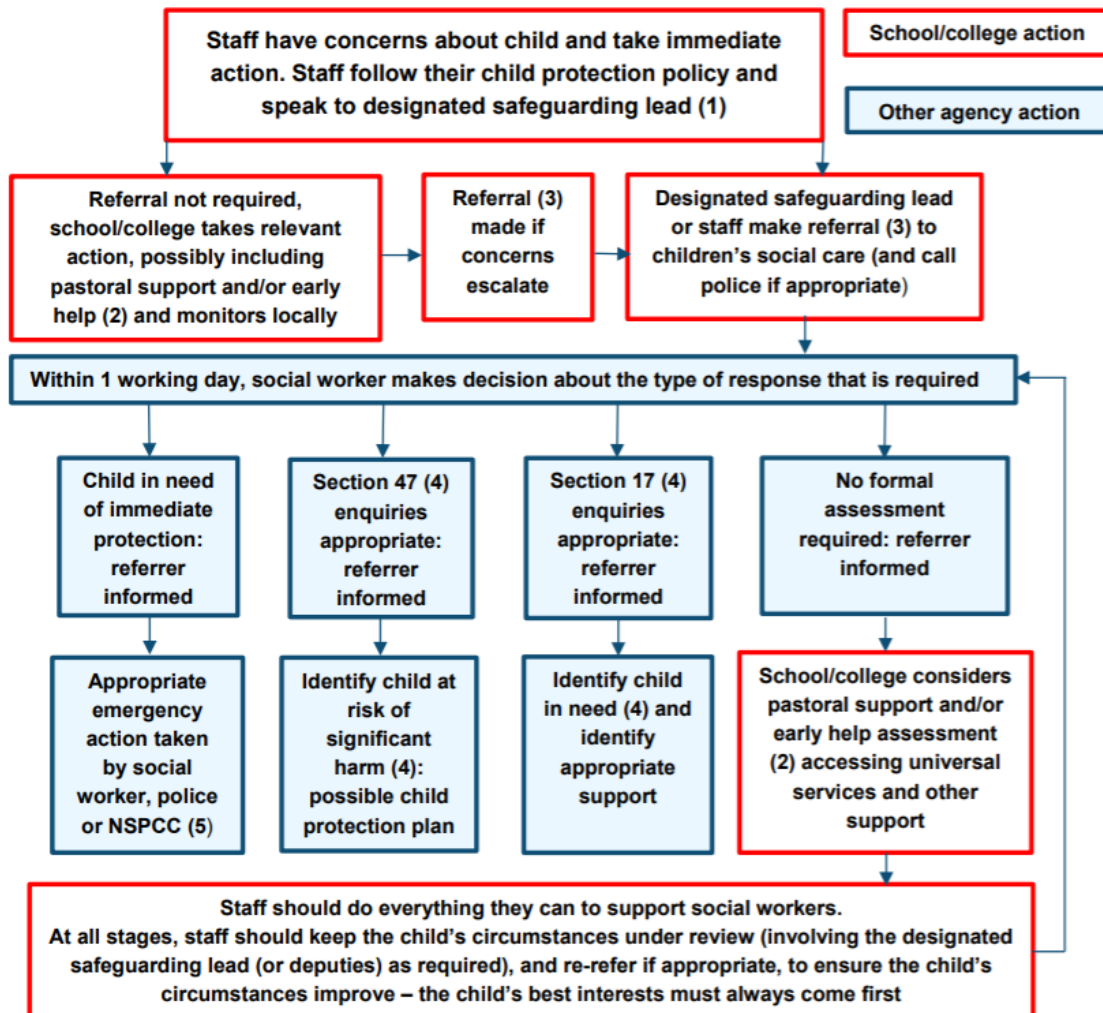 Staff have concerns about child and take immediate
action. Staff follow their child protection policy and
speak to designated safeguarding lead (1)
School/college action
Other agency action
Referral not required,
school/college takes relevant
action, possibly including
pastoral support and/or early
help (2) and monitors locally
Referral (3)
made if
concerns
escalate
Designated safeguarding lead
or staff make referral (3) to
children’s social care (and call
police if appropriate)
Within 1 working day, social worker makes decision about the type of response that is required
Child in need
of immediate
protection:
referrer
informed
Section 47 (4)
enquiries
appropriate:
referrer
informed
Section 17 (4)
enquiries
appropriate:
referrer
informed
No formal
assessment
required: referrer
informed
Appropriate
emergency
action taken
by social
worker, police
or NSPCC (5)
Identify child at
risk of
significant
harm (4):
possible child
protection plan
Identify child
in need (4) and
identify
appropriate
support
School/college considers
pastoral support and/or
early help assessment
(2) accessing universal
services and other
support
Staff should do everything they can to support social workers.
At all stages, staff should keep the child’s circumstances under review (involving the designated
safeguarding lead (or deputies) as required), and re-refer if appropriate, to ensure the child’s
circumstances improve – the child’s best interests must always come first